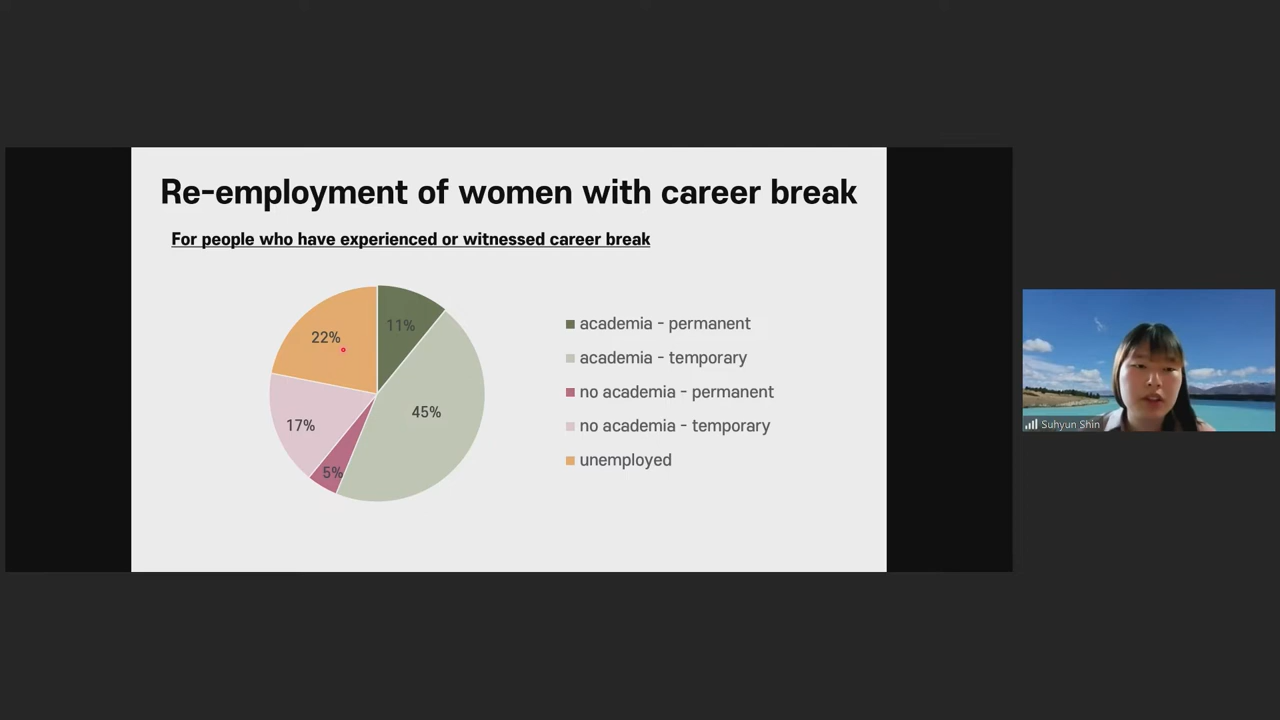 Re-employment of women with career break
For people who have experienced or witnessed career break
11%
22%
45%
17%
5%
academia - permanent
academia - temporary
no academia - permanent
no academia - temporary
unemployed
Suhyun Shin